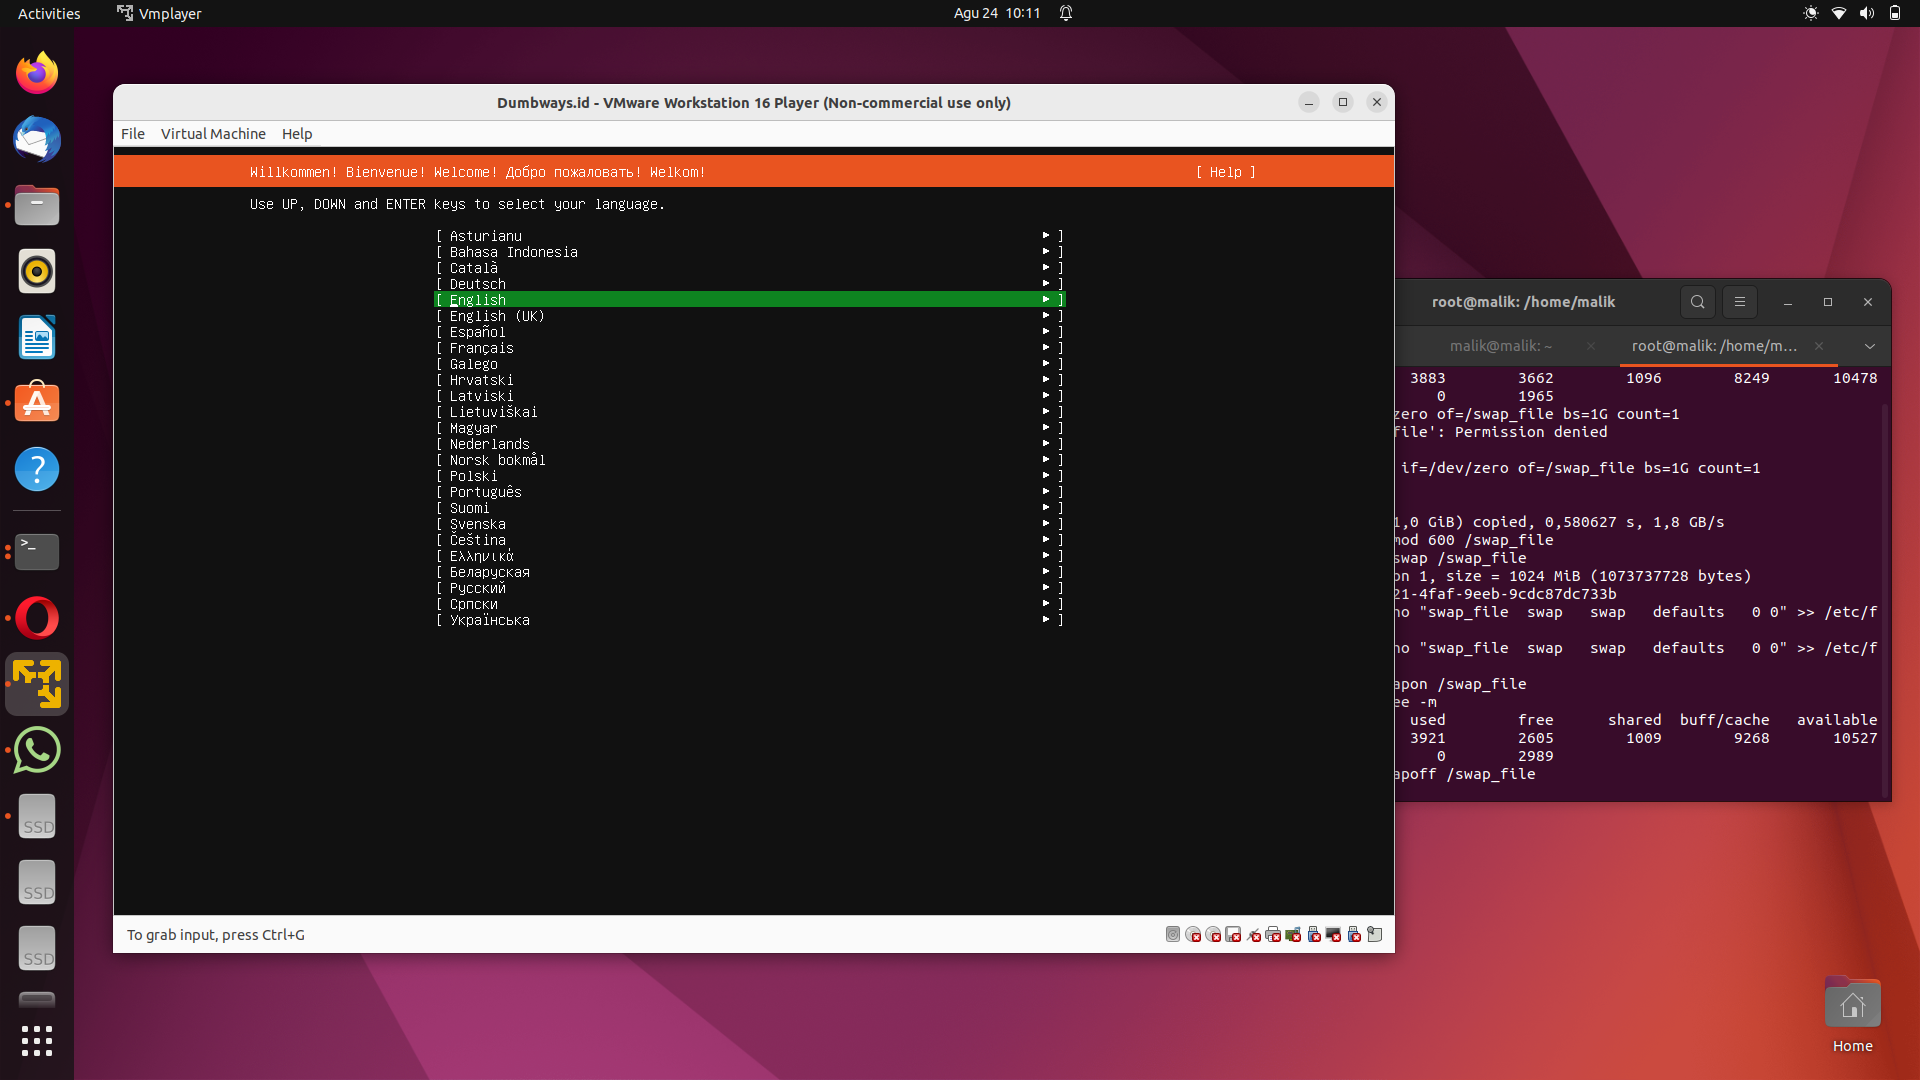 Activities
Vmplayer
Agu 24 10:11
Dumbways.id - VMware Workstation 16 Player (Non-commercial use only)
File Virtual Machine Help
Willkommen! Bienvenue! Welcome! Добро пожаловать! Welkom!
[ Help ]
Use UP, DOWN and ENTER keys to select your language.
[ Asturianu ▸ ]
[ Bahasa Indonesia ▸ ]
[ Català ▸ ]
[ Deutsch ▸ ]
[ English ▸ ]
[ English (UK) ▸ ]
[ Español ▸ ]
[ Français ▸ ]
[ Galego ▸ ]
[ Hrvatski ▸ ]
[ Latviski ▸ ]
[ Lietuviškai ▸ ]
[ Magyar ▸ ]
[ Nederlands ▸ ]
[ Norsk bokmål ▸ ]
[ Polski ▸ ]
[ Português ▸ ]
[ Suomi ▸ ]
[ Svenska ▸ ]
[ Čeština ▸ ]
[ Ελληνικά ▸ ]
[ Беларуская ▸ ]
[ Русский ▸ ]
[ Српски ▸ ]
[ Українська ▸ ]
To grab input, press Ctrl+G
root@malik: /home/malik
malik@malik: ~
root@malik: /home/m...
3883 3662 1096 8249 10478
0 1965
zero of=/swap_file bs=1G count=1
file': Permission denied
if=/dev/zero of=/swap_file bs=1G count=1
1,0 GiB) copied, 0,580627 s, 1,8 GB/s
mod 600 /swap_file
swap /swap_file
on 1, size = 1024 MiB (1073737728 bytes)
21-4faf-9eeb-9cdc87dc733b
no "swap_file swap swap defaults 0 0" >> /etc/f
no "swap_file swap swap defaults 0 0" >> /etc/f
apon /swap_file
ee -m
used free shared buff/cache available
3921 2605 1009 9268 10527
0 2989
apoff /swap_file
SSD
SSD
SSD
Home